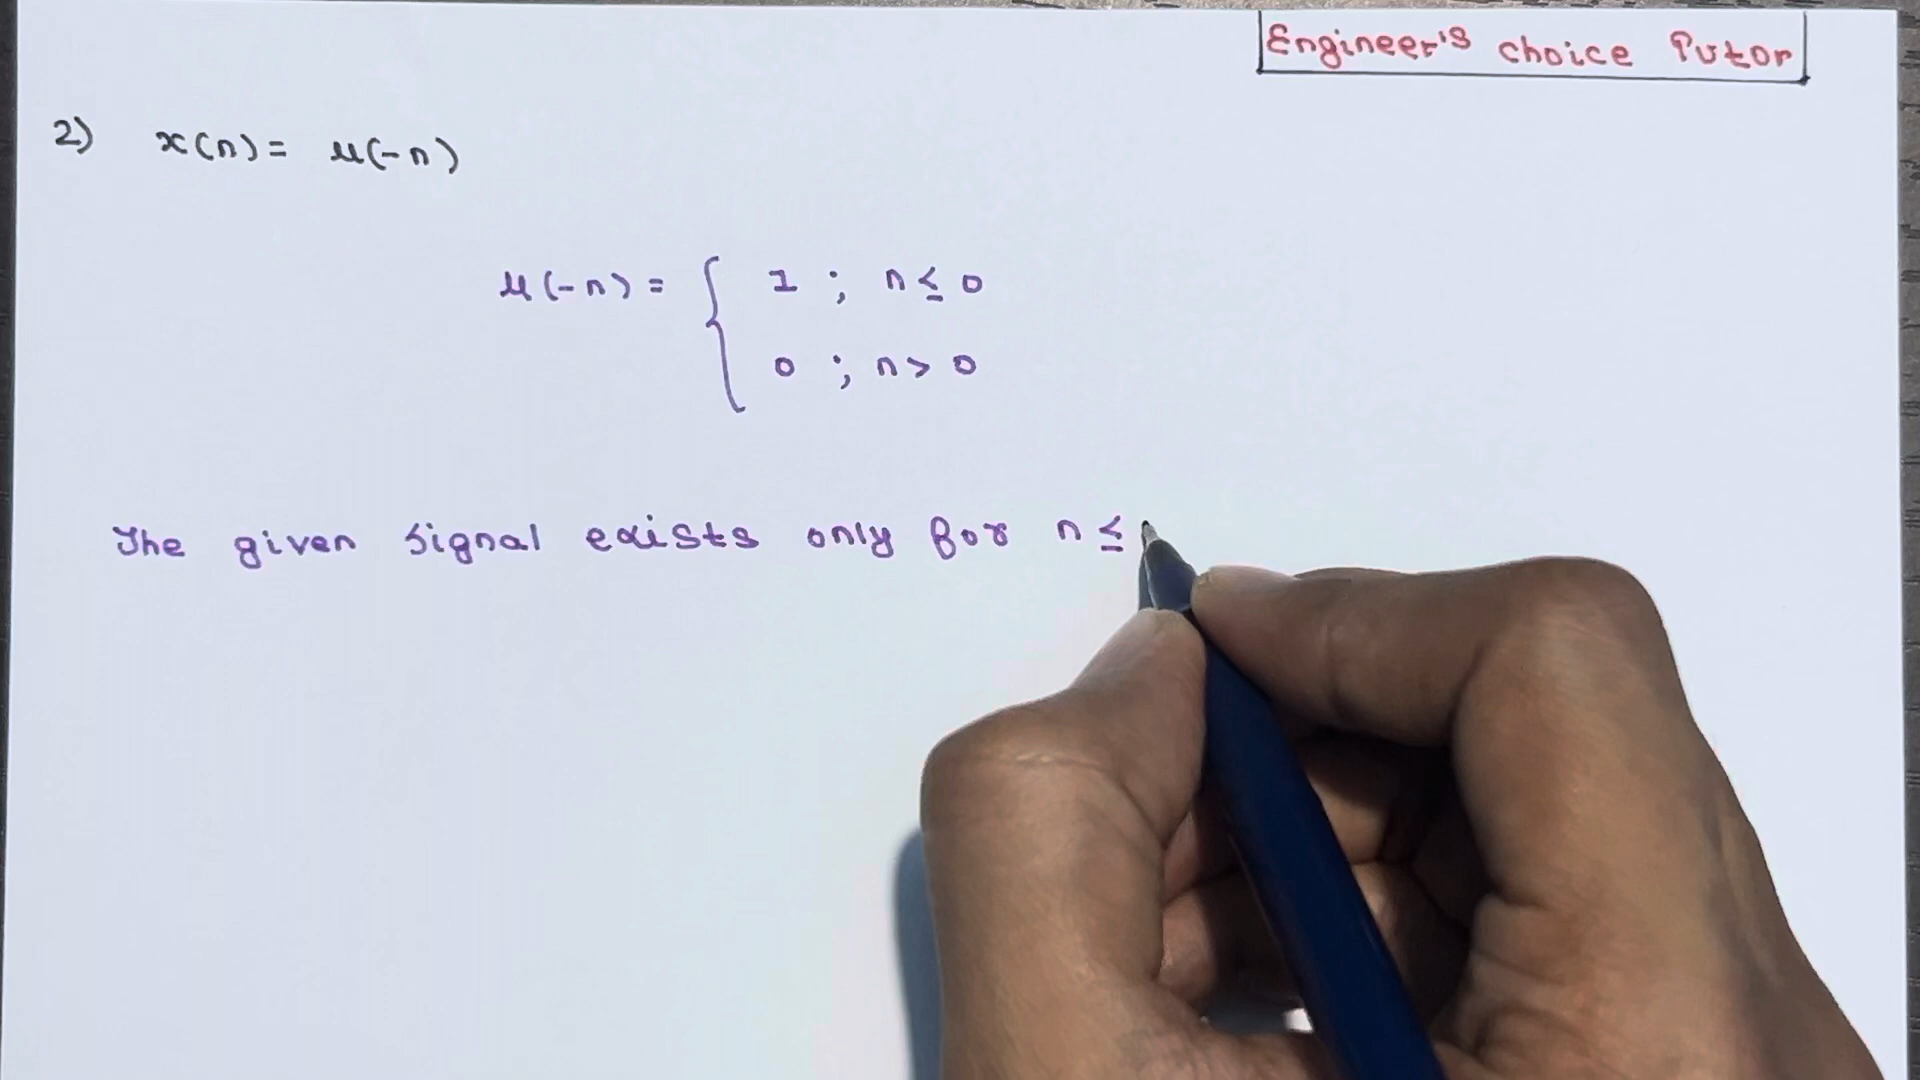 Engineer's choice Tutor
2) x(n) = u(-n)
u(-n) = { 1 ; n ≤ 0
0 ; n > 0
The given signal exists only for n ≤